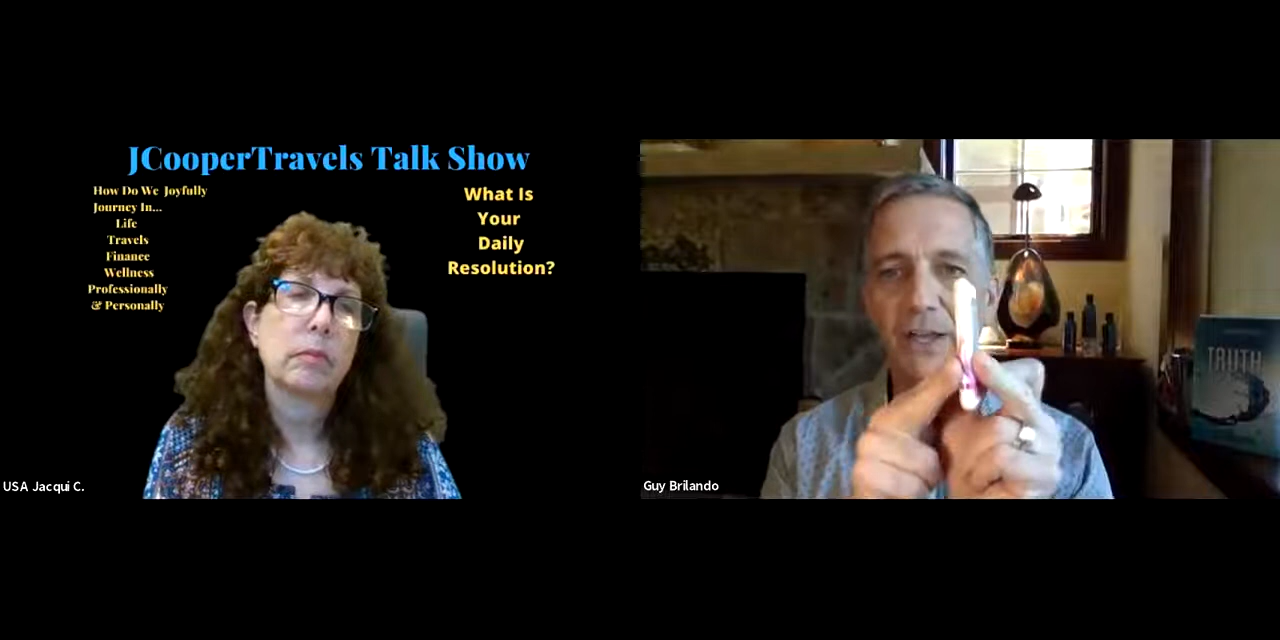 JCooperTravels Talk Show
How Do We Joyfully
Journey In...
Life
Travels
Finance
Wellness
Professionally
& Personally
What Is
Your
Daily
Resolution?
USA Jacqui C.
Guy Brilando
TRUTH